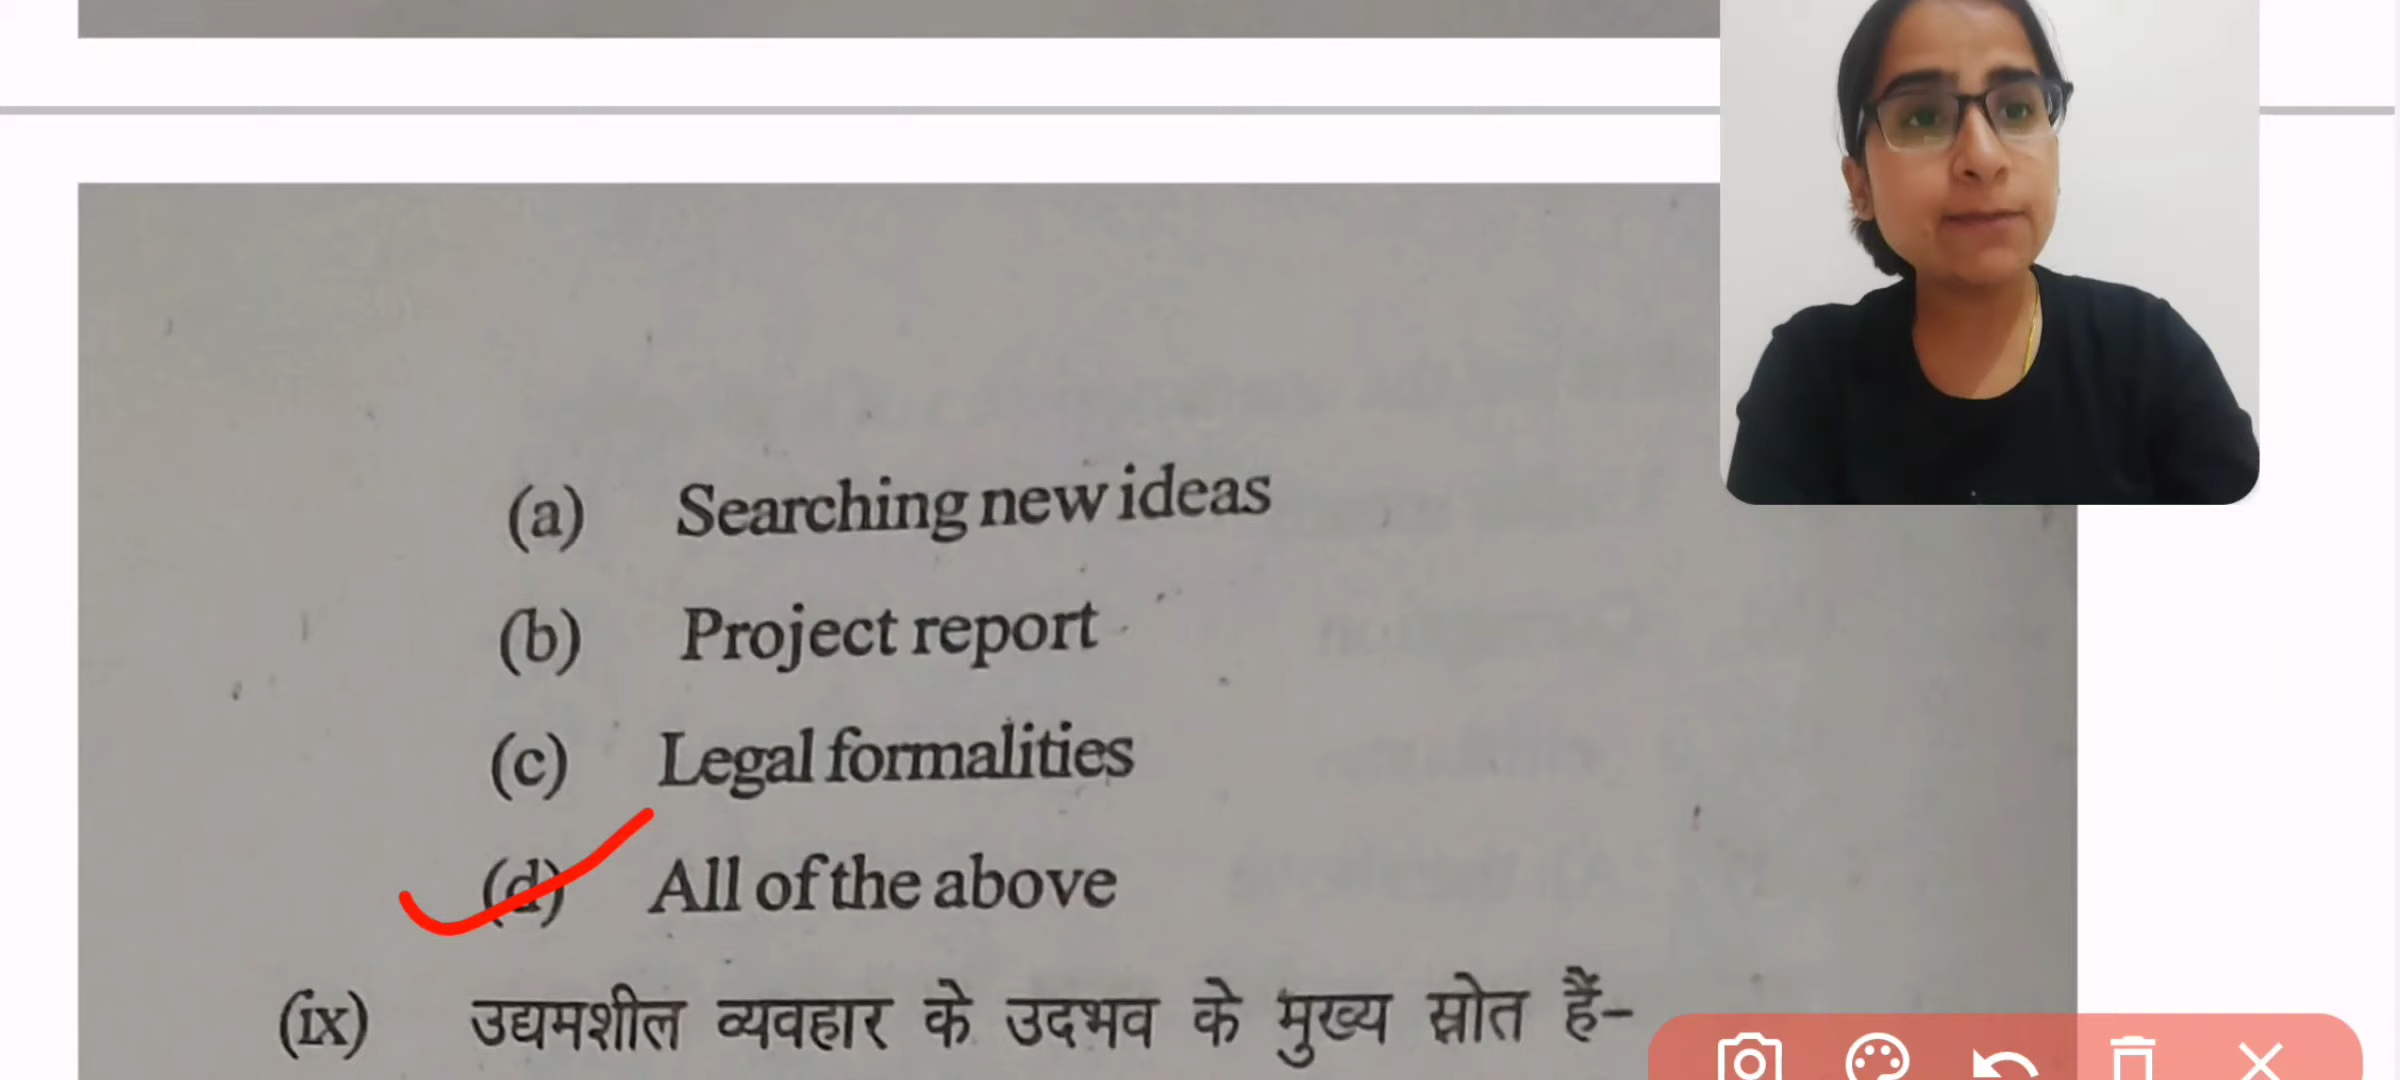 (a) Searching new ideas
(b) Project report
(c) Legal formalities
(d) All of the above
(ix) उद्यमशील व्यवहार के उदभव के मुख्य स्रोत हैं-